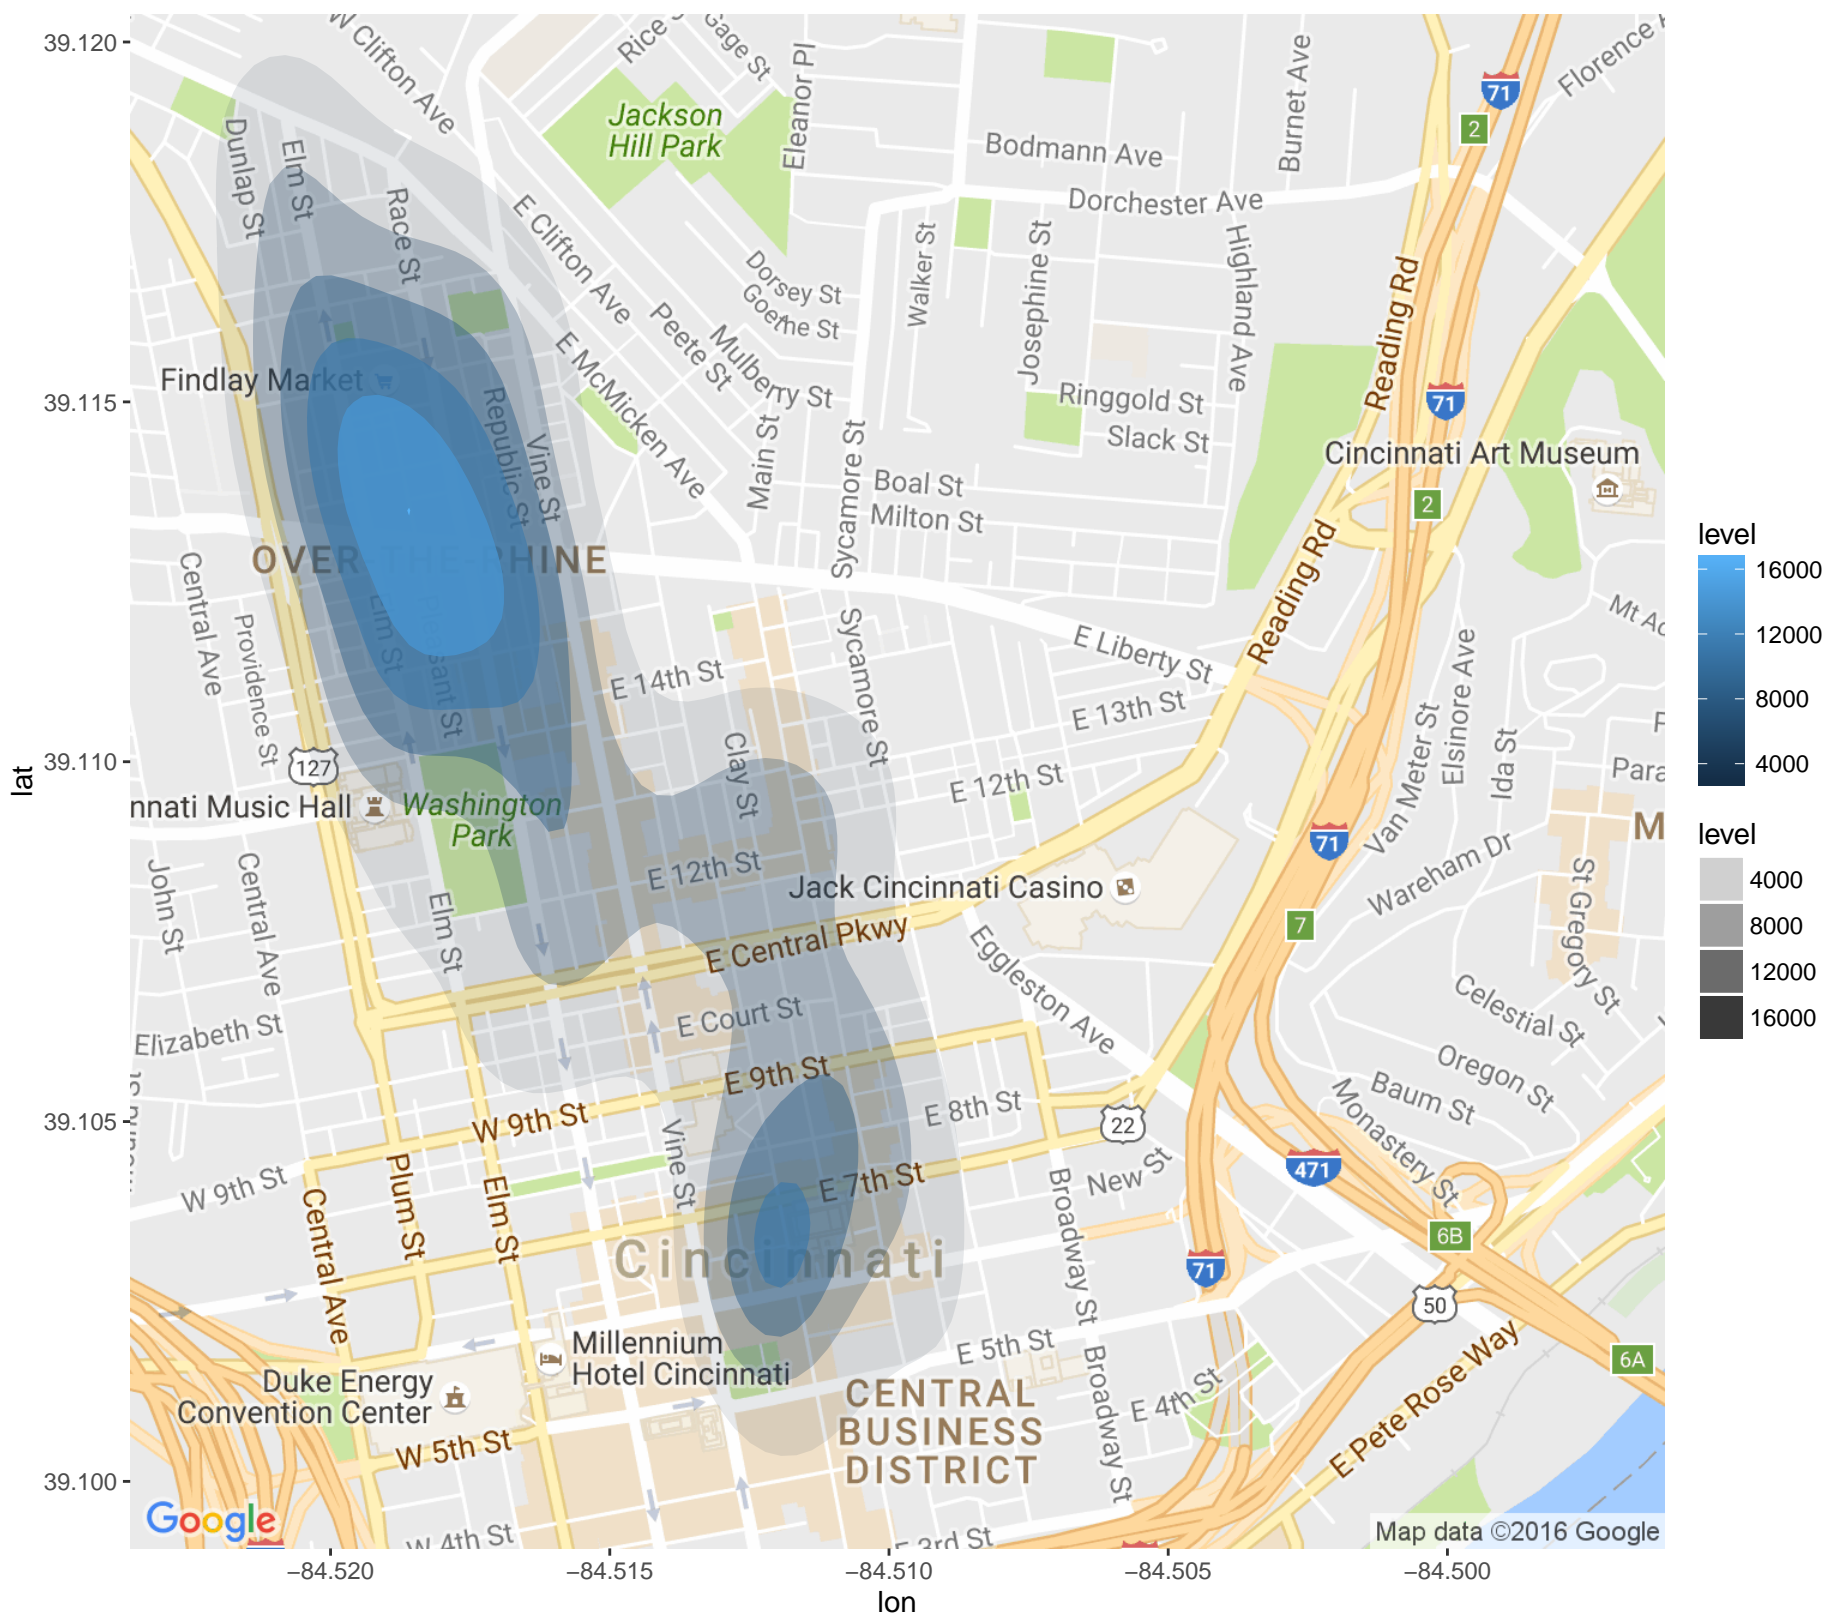 39.120
39.115
39.110
39.105
39.100
lat
−84.520
−84.515
−84.510
−84.505
−84.500
lon
W Clifton Ave
Rice
Gage St
Eleanor Pl
Burnet Ave
Florence
71
2
Jackson
Hill Park
Bodmann Ave
Dunlap St
Elm St
Race St
E Clifton Ave
Dorchester Ave
Walker St
Josephine St
Highland Ave
Reading Rd
Dorsey St
Goethe St
Peete St
Mulberry St
E McMicken Ave
Findlay Market
Republic St
Vine St
Main St
Sycamore St
Ringgold St
Slack St
71
Cincinnati Art Museum
Boal St
Milton St
2
Reading Rd
OVER-THE-RHINE
Central Ave
Providence St
Elm St
Pleasant St
E 14th St
Sycamore St
E Liberty St
E 13th St
Mt
Elsinore Ave
Van Meter St
Ida St
Para
127
Clay St
E 12th St
nnati Music Hall
Washington
Park
71
M
John St
Central Ave
Elm St
E 12th St
Jack Cincinnati Casino
Wareham Dr
St Gregory St
7
E Central Pkwy
Eggleston Ave
Celestial St
Elizabeth St
E Court St
Oregon St
Baum St
Monastery St
E 9th St
W 9th St
E 8th St
22
Vine St
New St
471
W 9th St
Plum St
Elm St
Central Ave
E 7th St
Broadway St
6B
Cincinnati
71
50
Millennium
Hotel Cincinnati
E 5th St
Broadway St
E 4th St
E Pete Rose Way
6A
Duke Energy
Convention Center
CENTRAL
BUSINESS
DISTRICT
W 5th St
W 4th St
E 3rd St
Google
Map data ©2016 Google
level
16000
12000
8000
4000
level
4000
8000
12000
16000